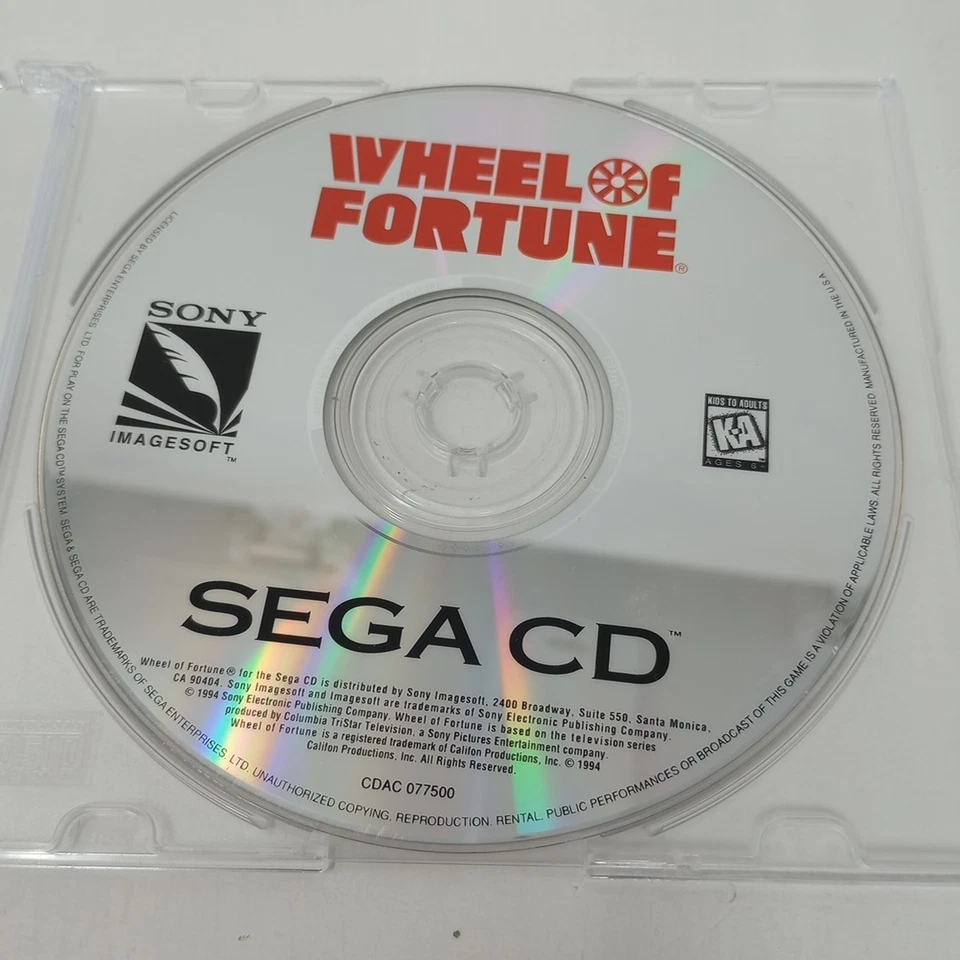 WHEEL OF
FORTUNE®
SONY
IMAGESOFT™
KIDS TO ADULTS
K-A
AGES 6+
SEGA CD™
Wheel of Fortune® for the Sega CD is distributed by Sony Imagesoft, 2400 Broadway, Suite 550, Santa Monica,
CA 90404. Sony Imagesoft and Imagesoft are trademarks of Sony Electronic Publishing Company.
© 1994 Sony Electronic Publishing Company. Wheel of Fortune is based on the television series
produced by Columbia TriStar Television, a Sony Pictures Entertainment company.
Wheel of Fortune is a registered trademark of Califon Productions, Inc. © 1994
Califon Productions, Inc. All Rights Reserved.
CDAC 077500
LICENSED BY SEGA ENTERPRISES, LTD. FOR PLAY ON THE SEGA CD™ SYSTEM. SEGA & SEGA CD ARE TRADEMARKS OF SEGA ENTERPRISES, LTD. UNAUTHORIZED COPYING, REPRODUCTION, RENTAL, PUBLIC PERFORMANCES OR BROADCAST OF THIS GAME IS A VIOLATION OF APPLICABLE LAWS. ALL RIGHTS RESERVED. MANUFACTURED IN THE U.S.A.